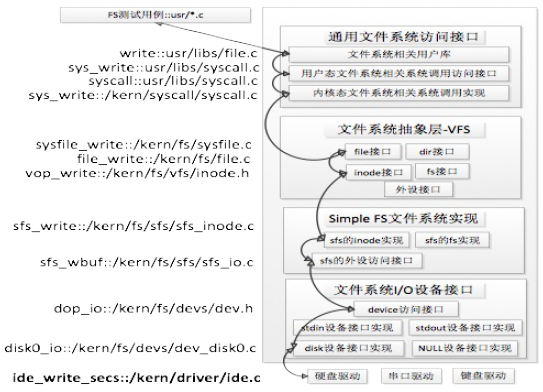 FS测试用例::usr/*.c
write::usr/libs/file.c
sys_write::usr/libs/syscall.c
syscall::usr/libs/syscall.c
sys_write::/kern/syscall/syscall.c
sysfile_write::/kern/fs/sysfile.c
file_write::/kern/fs/file.c
vop_write::/kern/fs/vfs/inode.h
sfs_write::/kern/fs/sfs/sfs_inode.c
sfs_wbuf::/kern/fs/sfs/sfs_io.c
dop_io::/kern/fs/devs/dev.h
disk0_io::/kern/fs/devs/dev_disk0.c
ide_write_secs::/kern/driver/ide.c
通用文件系统访问接口
文件系统相关用户库
用户态文件系统相关系统调用访问接口
内核态文件系统相关系统调用实现
文件系统抽象层-VFS
file接口 dir接口
inode接口 fs接口
外设接口
Simple FS文件系统实现
sfs的inode实现 sfs的fs实现
sfs的外设访问接口
文件系统I/O设备接口
device访问接口
stdin设备接口实现 stdout设备接口实现
disk设备接口实现 NULL设备接口实现
硬盘驱动 串口驱动 键盘驱动